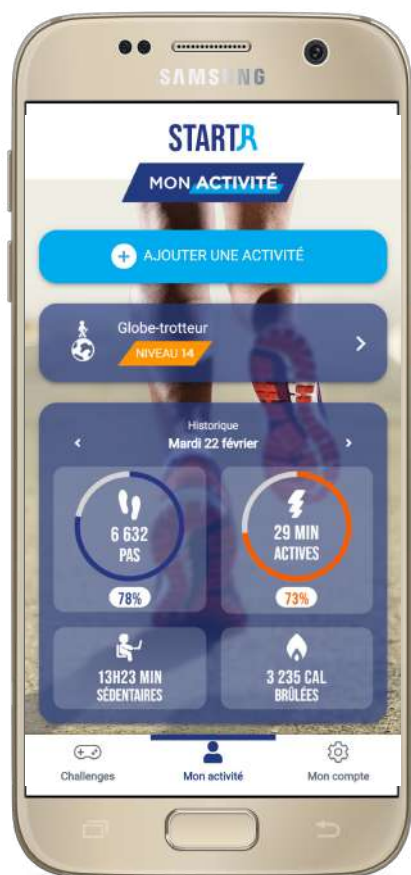 SAMSUNG
STARTR
MON ACTIVITÉ
AJOUTER UNE ACTIVITÉ
Globe-trotteur
NIVEAU 14
Historique
Mardi 22 février
6 632
PAS
78%
29 MIN
ACTIVES
73%
13H23 MIN
SÉDENTAIRES
3 235 CAL
BRÛLÉES
Challenges
Mon activité
Mon compte